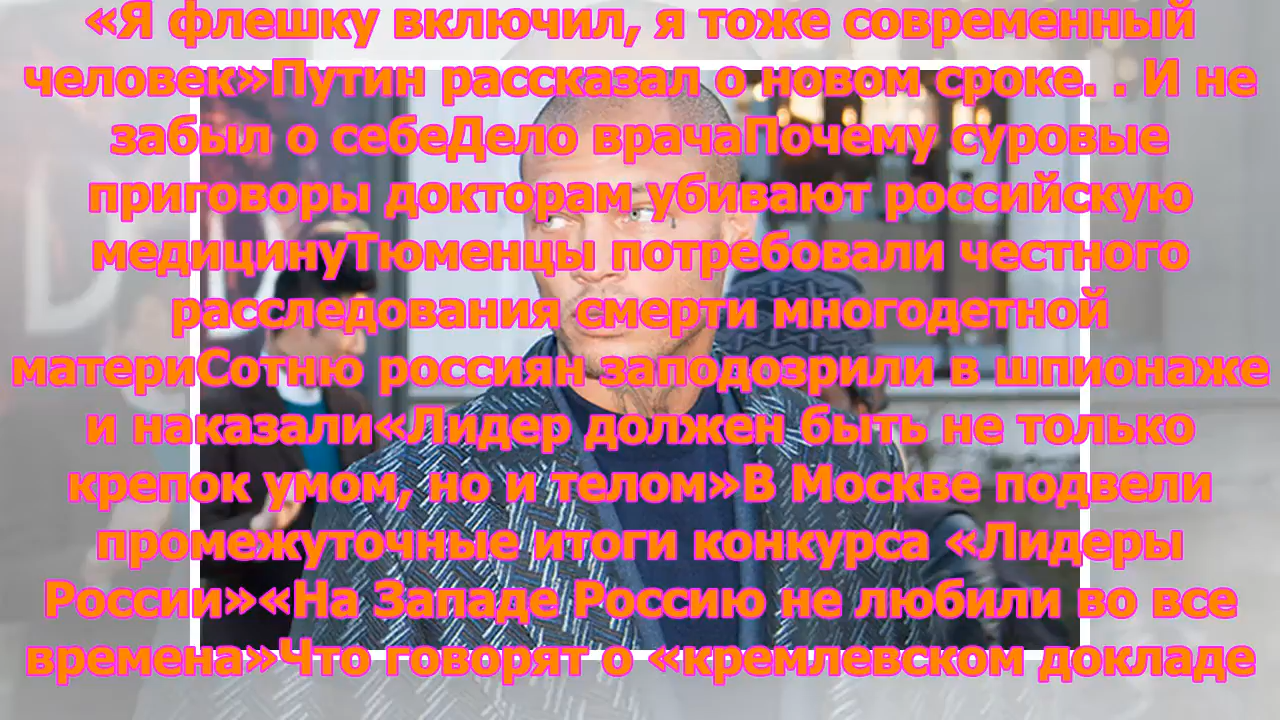 «Я флешку включил, я тоже современный
человек»Путин рассказал о новом сроке. . И не
забыл о себеДело врачаПочему суровые
приговоры докторам убивают российскую
медицинуТюменцы потребовали честного
расследования смерти многодетной
материСотню россиян заподозрили в шпионаже
и наказали«Лидер должен быть не только
крепок умом, но и телом»В Москве подвели
промежуточные итоги конкурса «Лидеры
России»«На Западе Россию не любили во все
времена»Что говорят о «кремлевском докладе